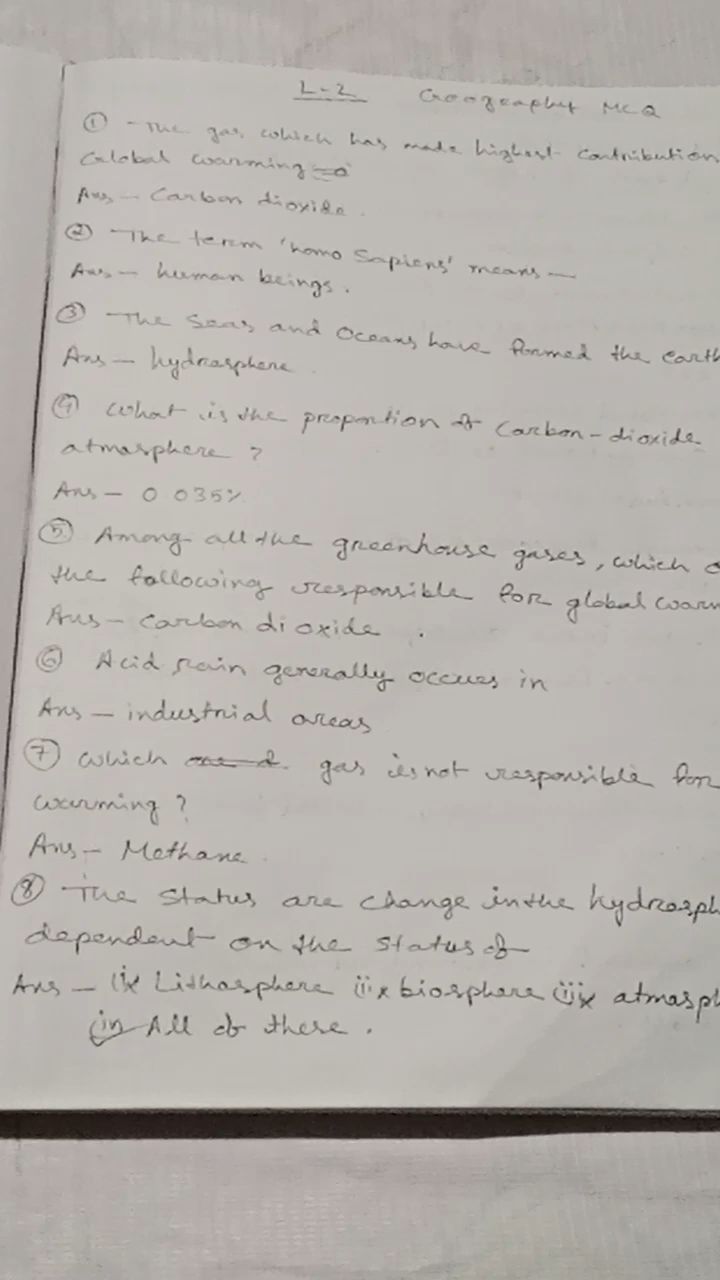 L-2 Geography MCQ
① The gas which has made highest contribution
Global warming
Ans - Carbon dioxide.
② The term 'homo Sapiens' means —
Ans - human beings.
③ The Seas and Oceans have formed the earth
Ans - hydrosphere.
④ What is the proportion of Carbon-dioxide
atmasphere ?
Ans - 0.035%
⑤ Among all the greenhouse gases, which o
the following responsible for global warm
Ans - Carbon dioxide.
⑥ Acid rain generally occurs in
Ans - industrial areas
⑦ Which gas is not responsible for
warming ?
Ans - Methane.
⑧ The Status are change in the hydrosph
dependent on the status of
Ans - (i)x Lithosphere (ii)x biosphere (iii)x atmasph
(iv) All of these.